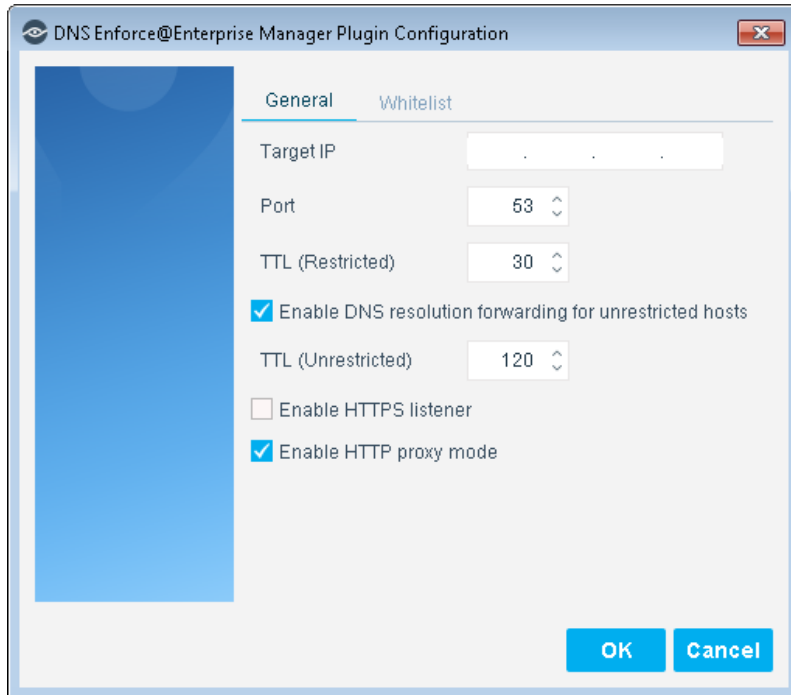 DNS Enforce@Enterprise Manager Plugin Configuration
General Whitelist
Target IP . . .
Port 53
TTL (Restricted) 30
Enable DNS resolution forwarding for unrestricted hosts
TTL (Unrestricted) 120
Enable HTTPS listener
Enable HTTP proxy mode
OK Cancel